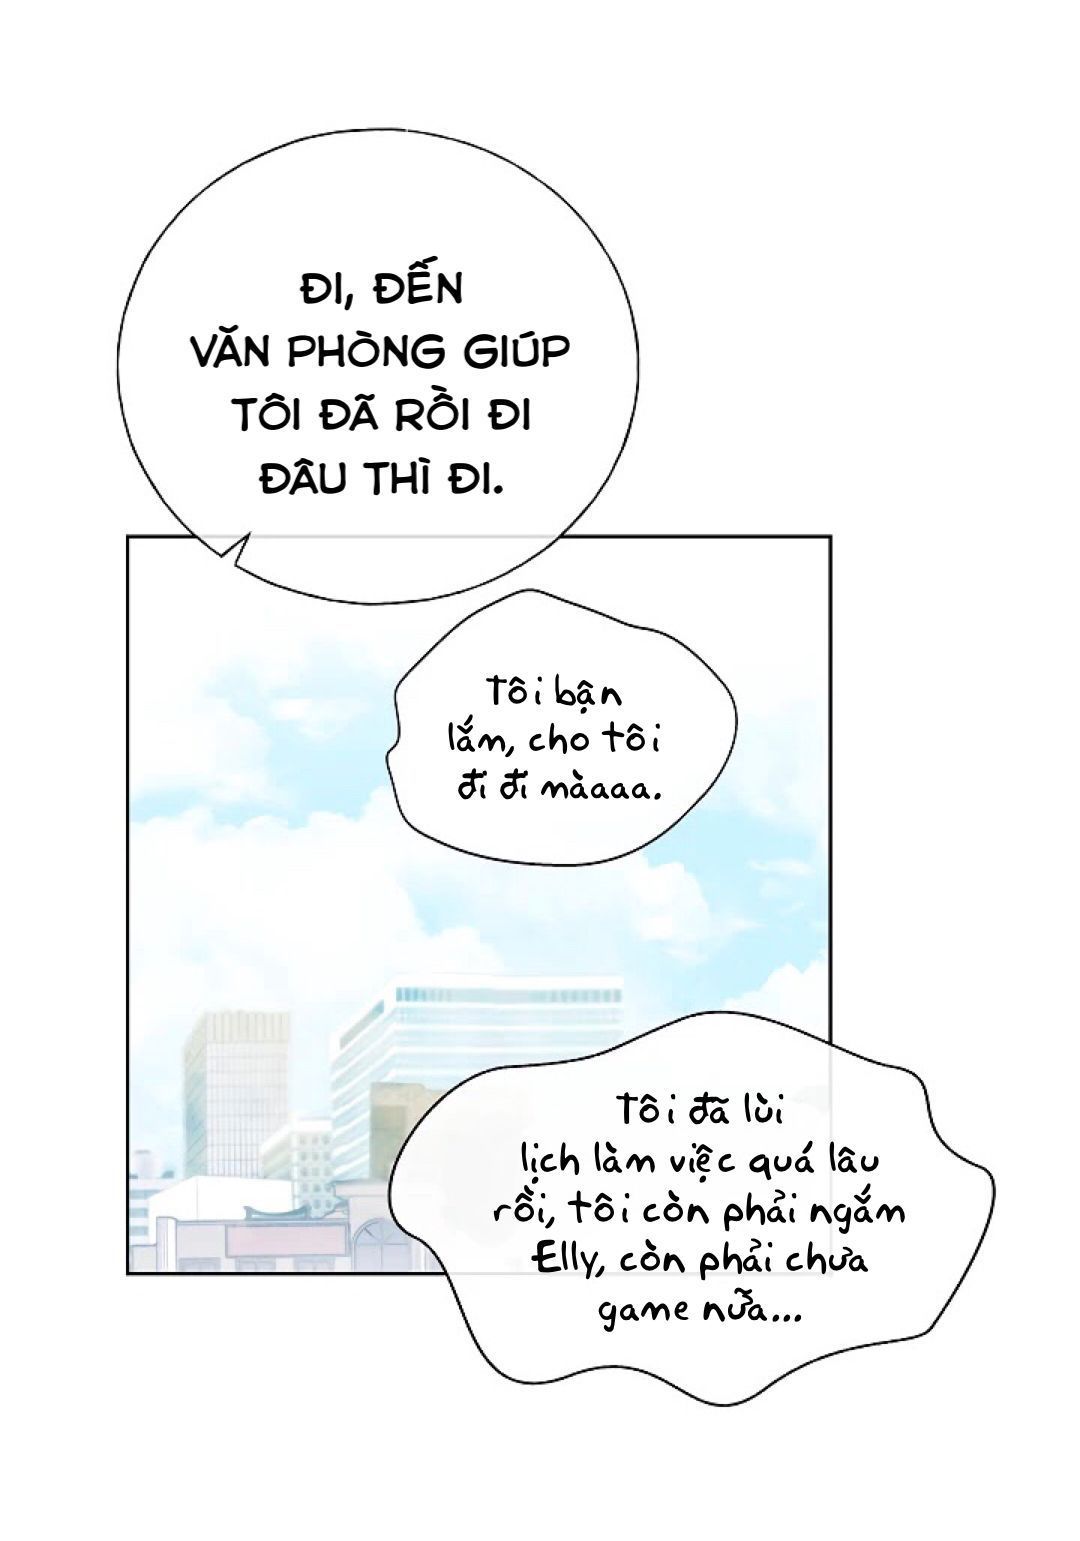 ĐI, ĐẾN
VĂN PHÒNG GIÚP
TÔI ĐÃ RỒI ĐI
ĐÂU THÌ ĐI.
Tôi bận
lắm, cho tôi
đi đi màaaa.
Tôi đã lùi
lịch làm việc quá lâu
rồi, tôi còn phải ngắm
Elly, còn phải chưa
game nữa...